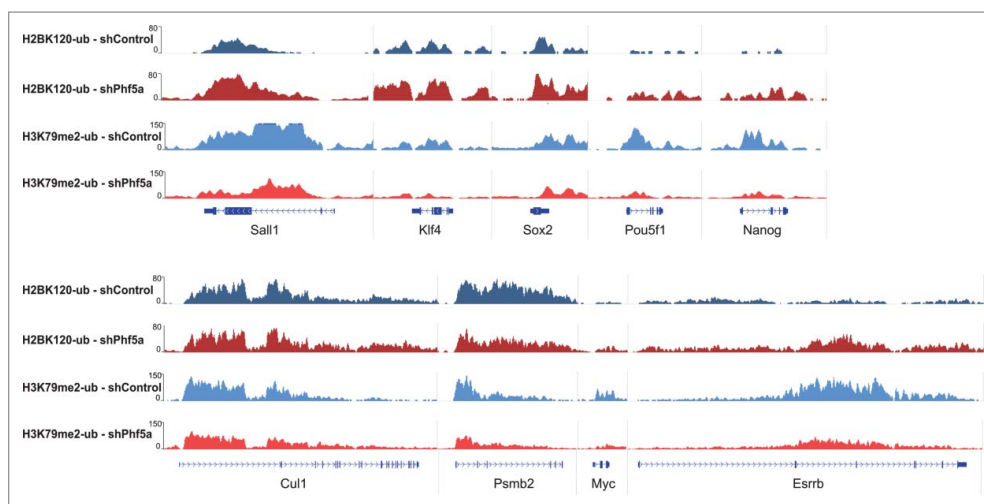 80
H2BK120-ub - shControl
0
80
H2BK120-ub - shPhf5a
0
150
H3K79me2-ub - shControl
0
150
H3K79me2-ub - shPhf5a
0
Sall1 Klf4 Sox2 Pou5f1 Nanog
80
H2BK120-ub - shControl
0
80
H2BK120-ub - shPhf5a
0
150
H3K79me2-ub - shControl
0
150
H3K79me2-ub - shPhf5a
0
Cul1 Psmb2 Myc Esrrb